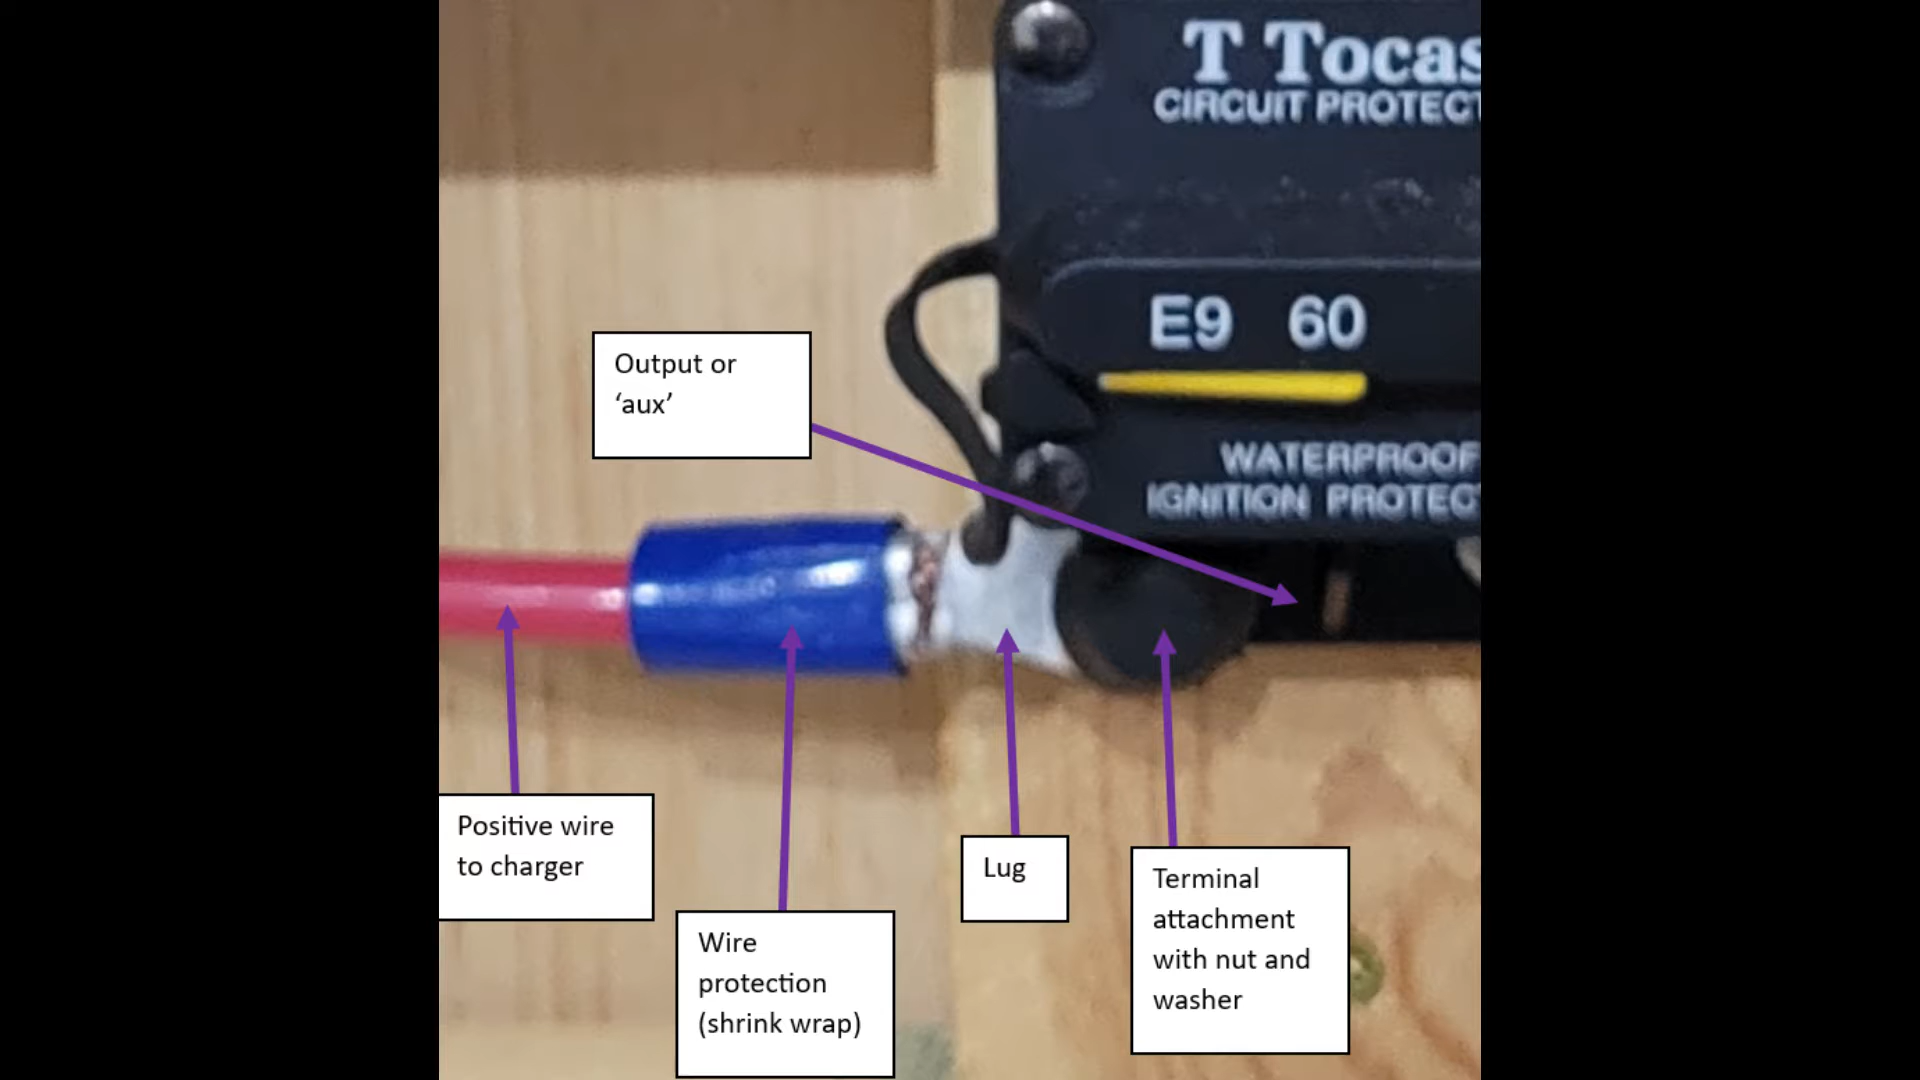 T Tocas
CIRCUIT PROTECT
E9 60
WATERPROOF
IGNITION PROTEC
Output or
‘aux’
Positive wire
to charger
Wire
protection
(shrink wrap)
Lug
Terminal
attachment
with nut and
washer